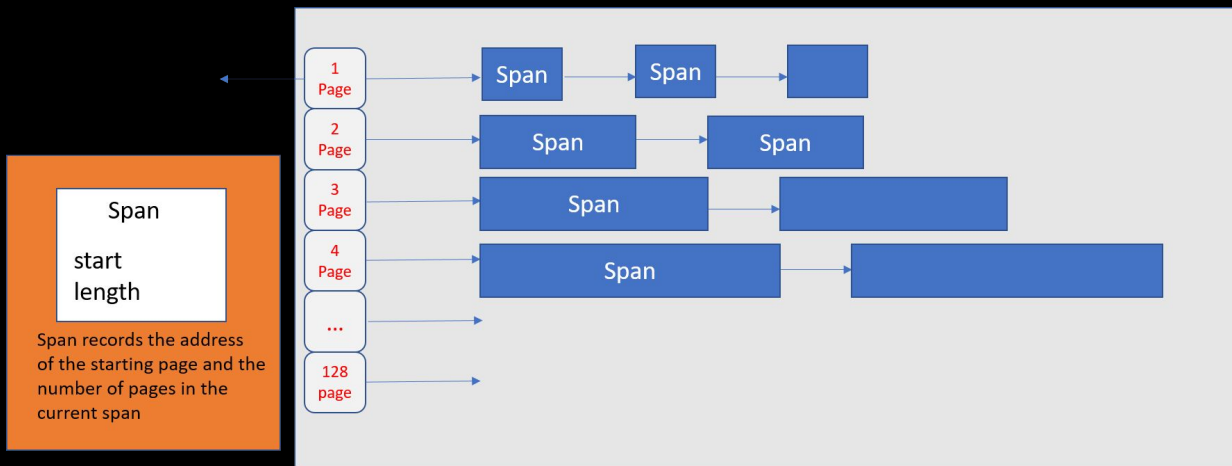 1
Page
Span
Span
2
Page
Span
Span
3
Page
Span
4
Page
Span
...
128
page
Span
start
length
Span records the address
of the starting page and the
number of pages in the
current span